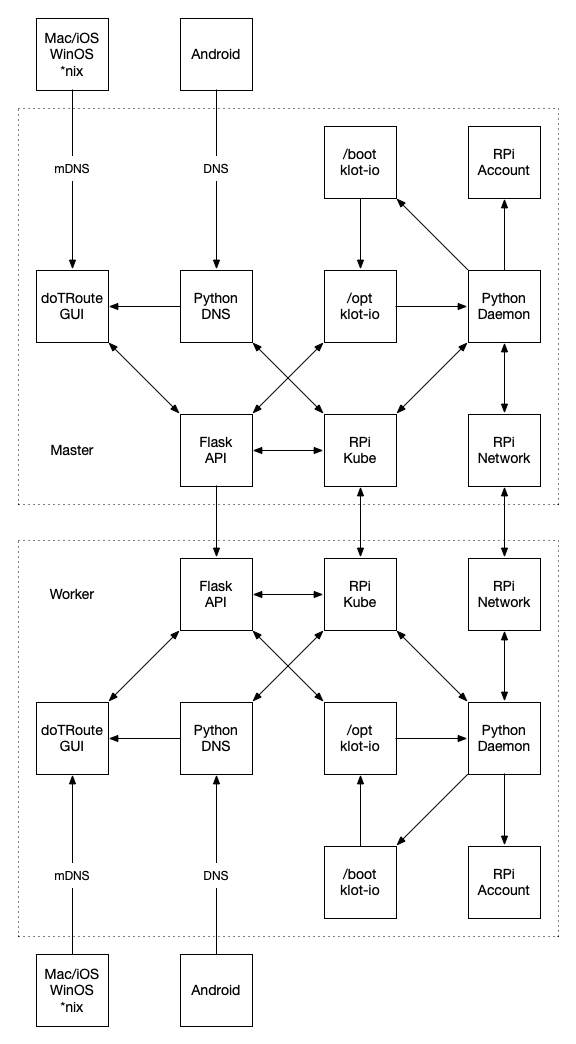 Mac/iOS
WinOS
*nix
Android
mDNS
DNS
/boot
klot-io
RPi
Account
doTRoute
GUI
Python
DNS
/opt
klot-io
Python
Daemon
Master
Flask
API
RPi
Kube
RPi
Network
Worker
Flask
API
RPi
Kube
RPi
Network
doTRoute
GUI
Python
DNS
/opt
klot-io
Python
Daemon
mDNS
DNS
/boot
klot-io
RPi
Account
Mac/iOS
WinOS
*nix
Android